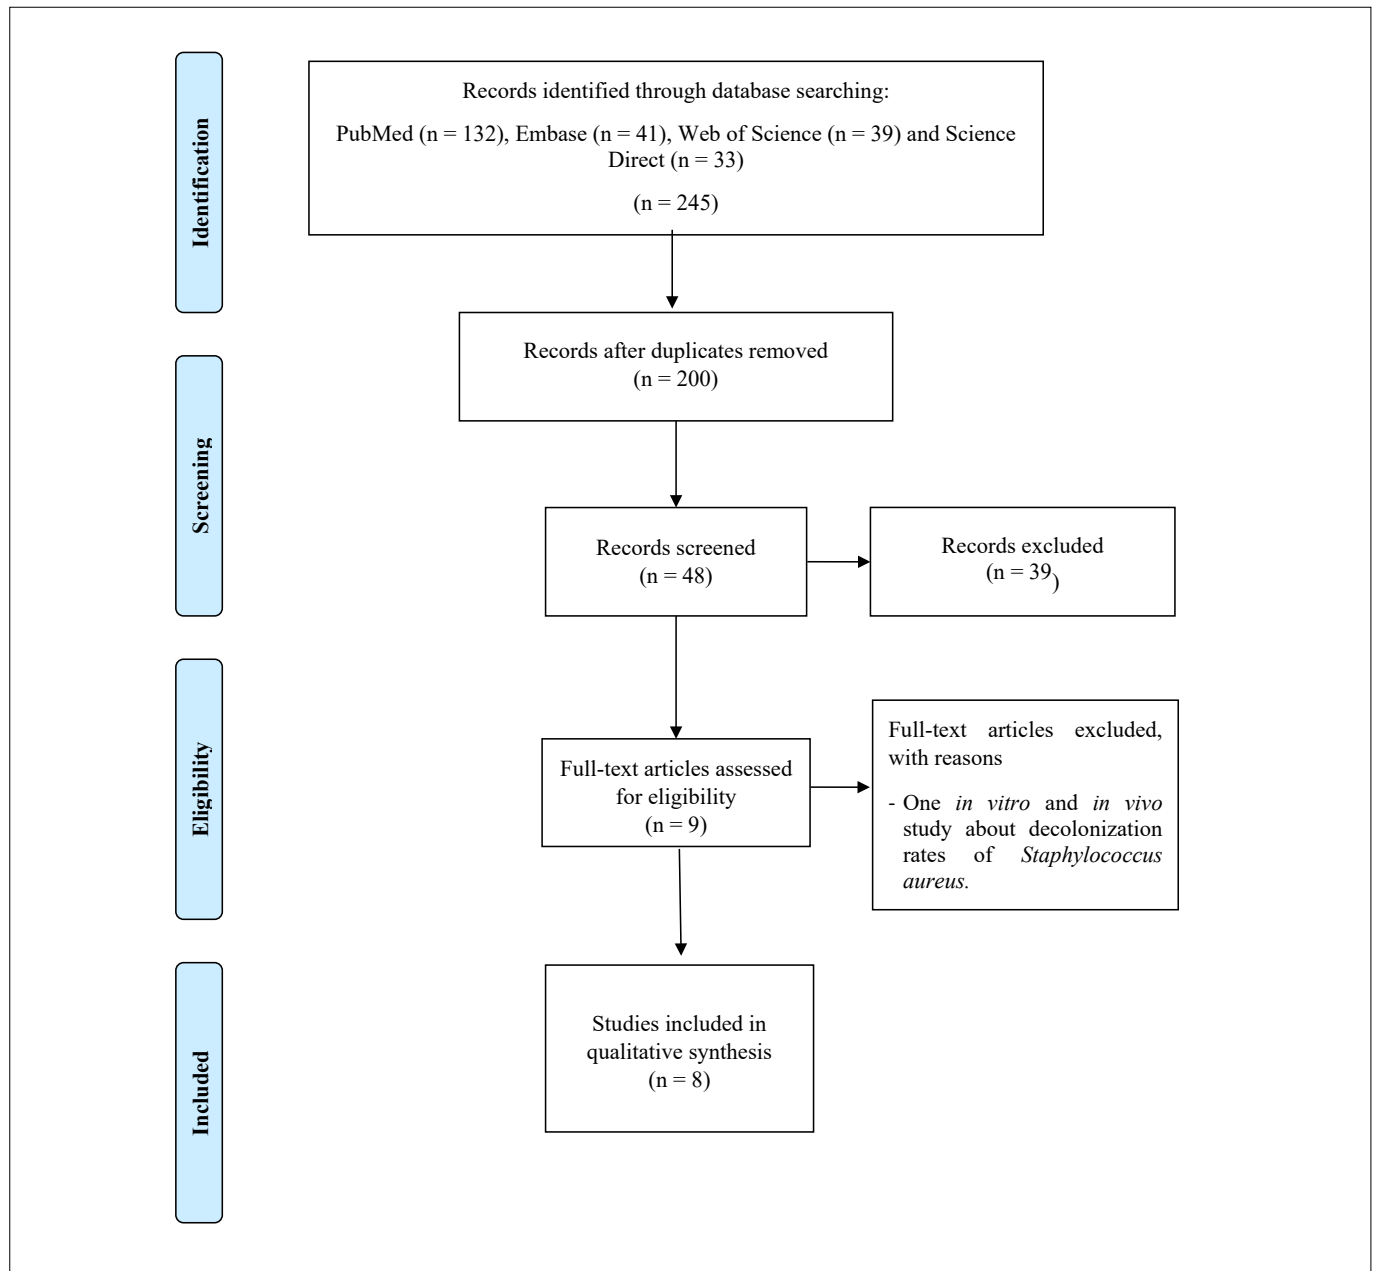 Identification
Records identified through database searching:
PubMed (n = 132), Embase (n = 41), Web of Science (n = 39) and Science
Direct (n = 33)
(n = 245)
Screening
Records after duplicates removed
(n = 200)
Records screened
(n = 48)
Records excluded
(n = 39)
Eligibility
Full-text articles assessed
for eligibility
(n = 9)
Full-text articles excluded,
with reasons
- One in vitro and in vivo
study about decolonization
rates of Staphylococcus
aureus.
Included
Studies included in
qualitative synthesis
(n = 8)